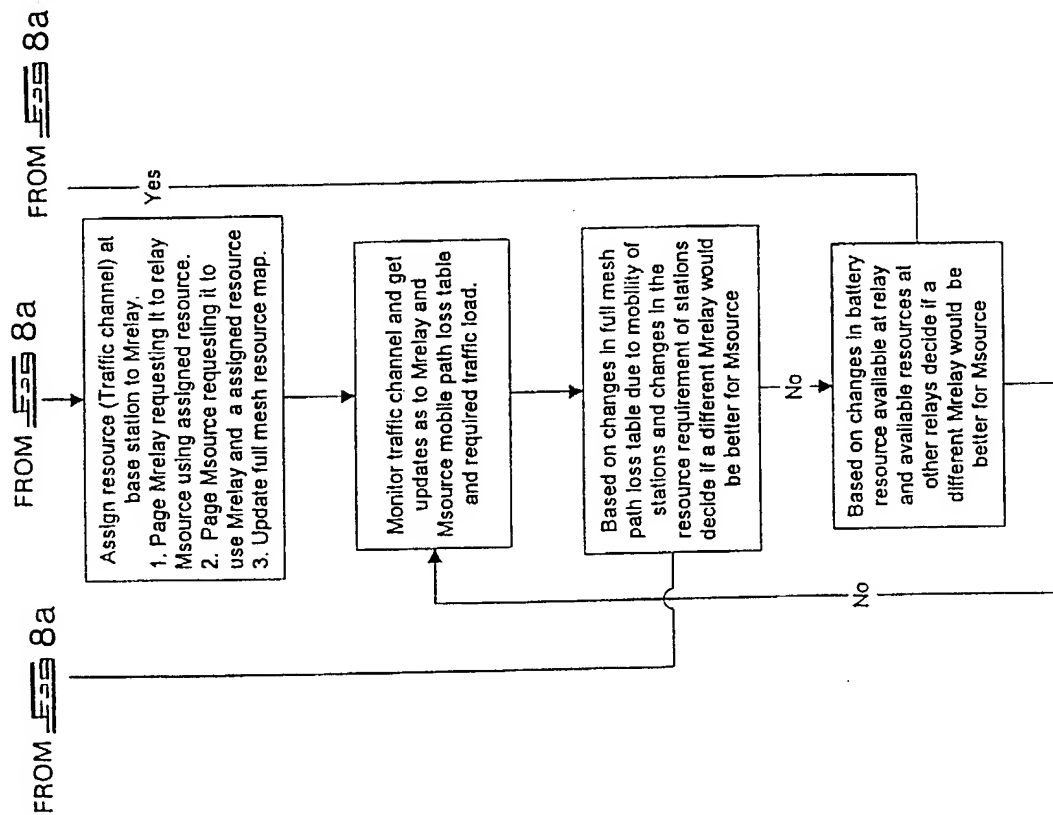 FROM Fig 8a
FROM Fig 8a
FROM Fig 8a
Assign resource (Traffic channel) at
base station to Mrelay.
1. Page Mrelay requesting it to relay
Msource using assigned resource.
2. Page Msource requesting it to
use Mrelay and a assigned resource
3. Update full mesh resource map.
Yes
Monitor traffic channel and get
updates as to Mrelay and
Msource mobile path loss table
and required traffic load.
Based on changes in full mesh
path loss table due to mobility of
stations and changes in the
resource requirement of stations
decide if a different Mrelay would
be better for Msource
No
No
Based on changes in battery
resource available at relay
and available resources at
other relays decide if a
different Mrelay would be
better for Msource